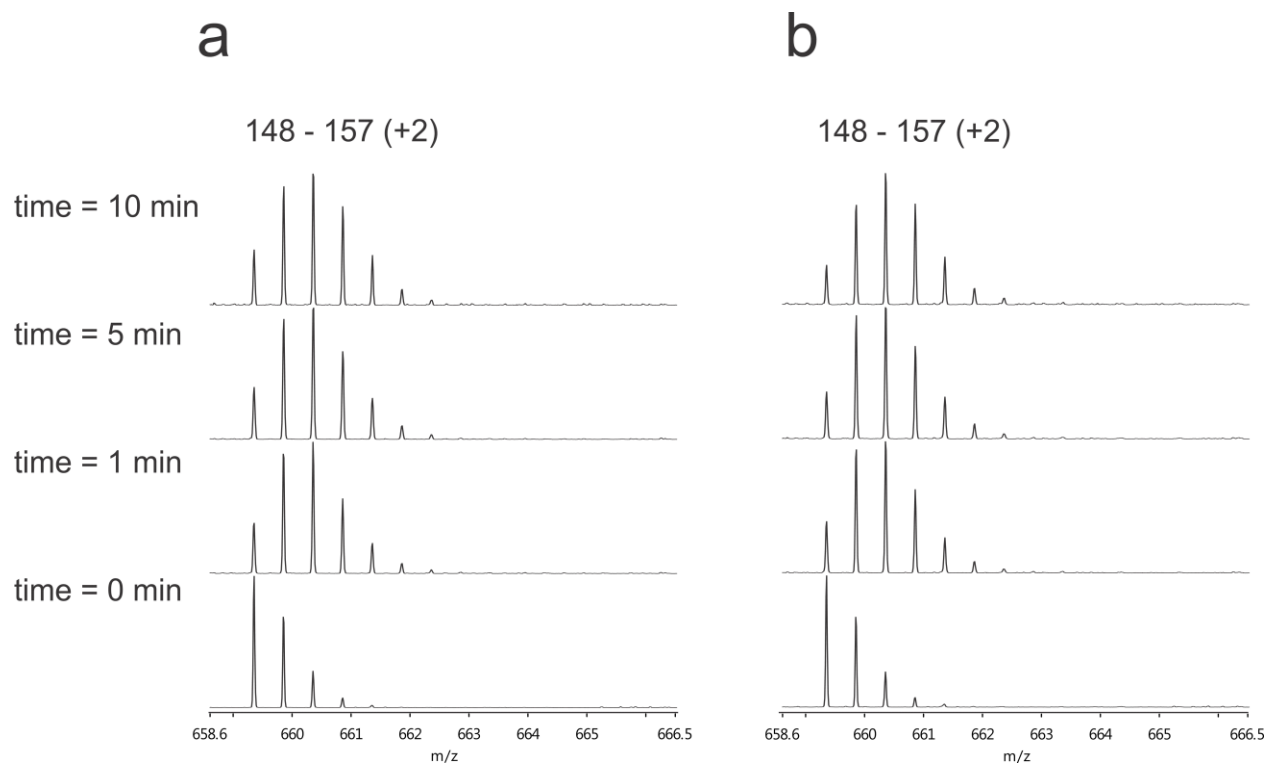 a b
148 - 157 (+2) 148 - 157 (+2)
time = 10 min
time = 5 min
time = 1 min
time = 0 min
658.6 660 661 662 663 664 665 666.5 658.6 660 661 662 663 664 665 666.5
m/z m/z